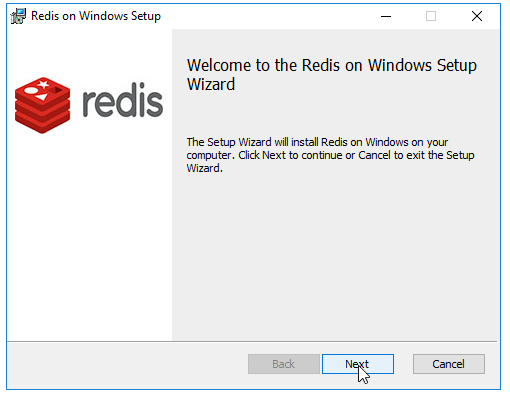 Redis on Windows Setup
redis
Welcome to the Redis on Windows Setup
Wizard
The Setup Wizard will install Redis on Windows on your
computer. Click Next to continue or Cancel to exit the Setup
Wizard.
Back
Next
Cancel